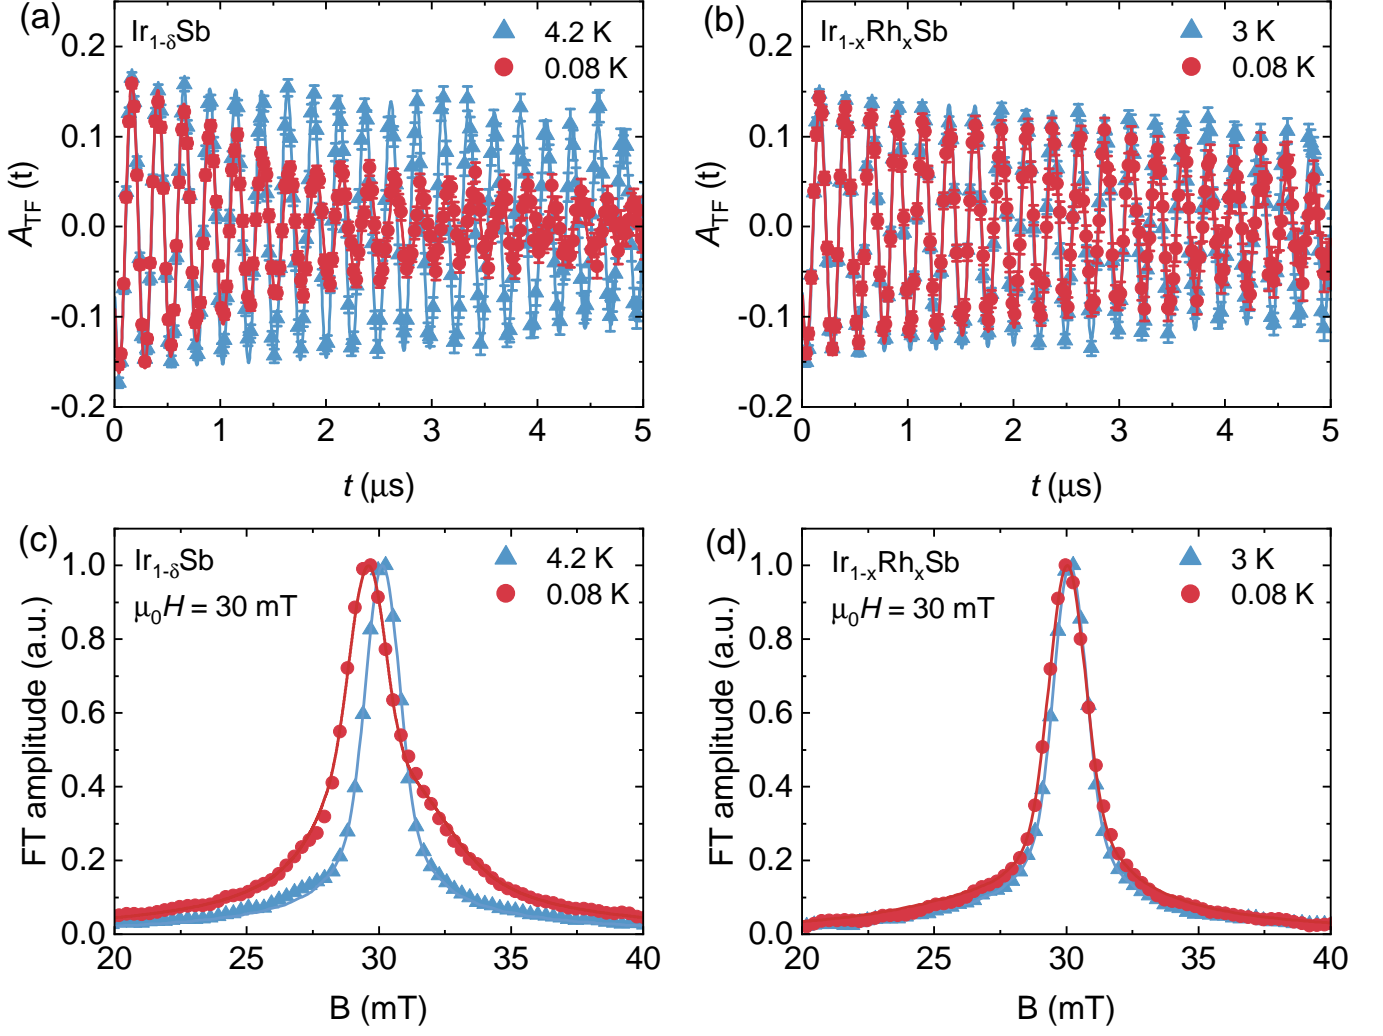 (a)
Ir1-δSb
4.2 K
0.08 K
0.2
0.1
0.0
-0.1
-0.2
ATF (t)
0 1 2 3 4 5
t (μs)
(b)
Ir1-xRhxSb
3 K
0.08 K
0.2
0.1
0.0
-0.1
-0.2
ATF (t)
0 1 2 3 4 5
t (μs)
(c)
Ir1-δSb
μ0H = 30 mT
4.2 K
0.08 K
1.0
0.8
0.6
0.4
0.2
0.0
FT amplitude (a.u.)
20 25 30 35 40
B (mT)
(d)
Ir1-xRhxSb
μ0H = 30 mT
3 K
0.08 K
1.0
0.8
0.6
0.4
0.2
0.0
FT amplitude (a.u.)
20 25 30 35 40
B (mT)